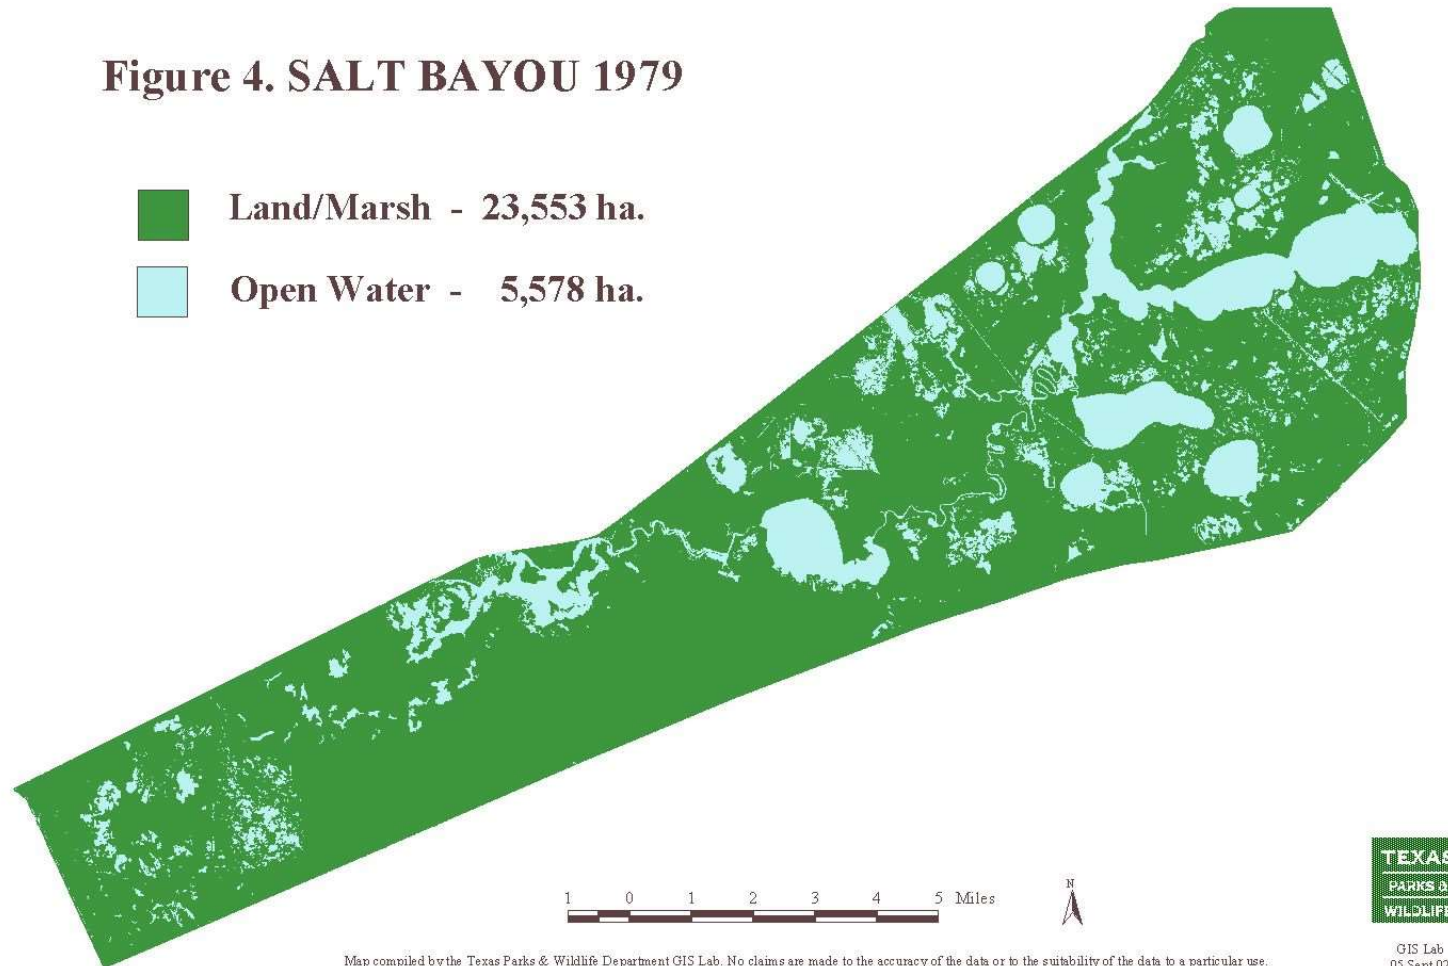 Figure 4. SALT BAYOU 1979
Land/Marsh - 23,553 ha.
Open Water - 5,578 ha.
1 0 1 2 3 4 5 Miles
N
TEXAS
PARKS &
WILDLIFE
GIS Lab
05 Sept 02
Map compiled by the Texas Parks & Wildlife Department GIS Lab. No claims are made to the accuracy of the data or to the suitability of the data to a particular use.